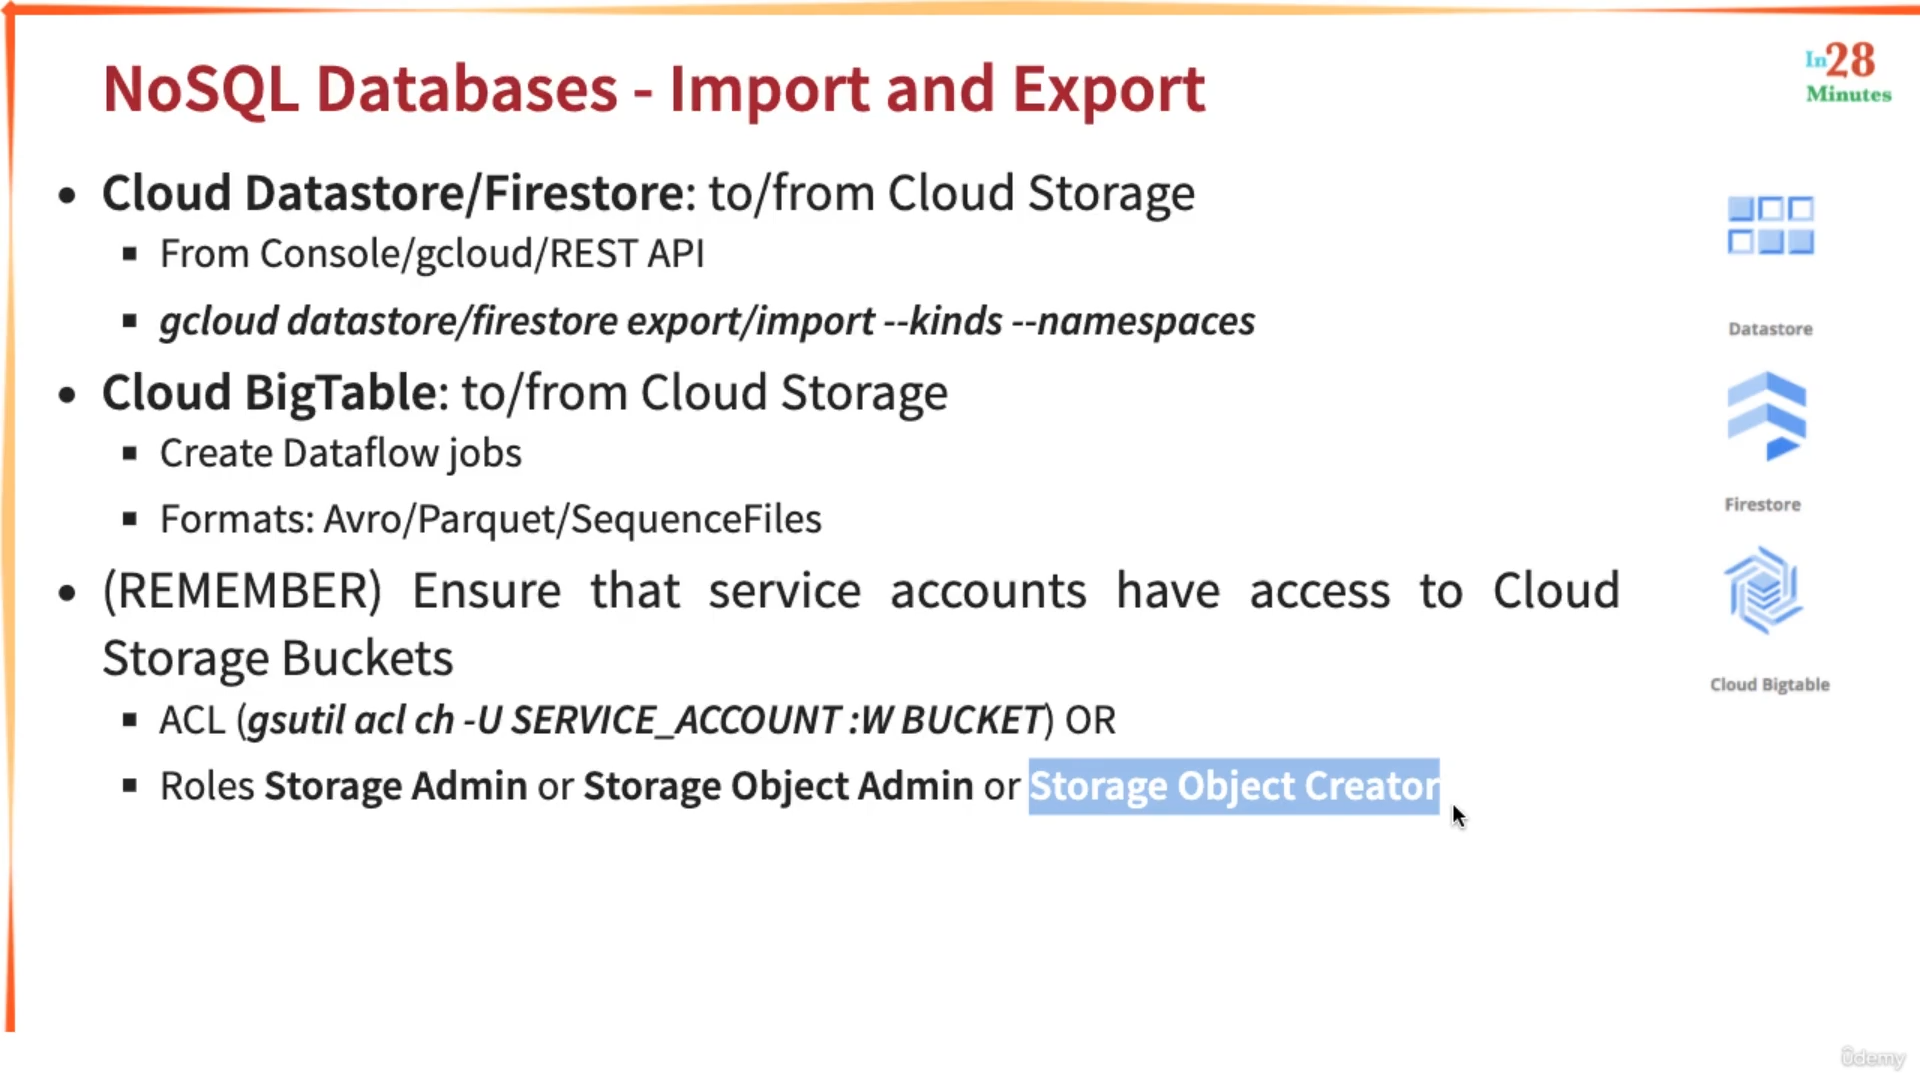 NoSQL Databases - Import and Export
In28
Minutes
• Cloud Datastore/Firestore: to/from Cloud Storage
▪ From Console/gcloud/REST API
▪ gcloud datastore/firestore export/import --kinds --namespaces
• Cloud BigTable: to/from Cloud Storage
▪ Create Dataflow jobs
▪ Formats: Avro/Parquet/SequenceFiles
• (REMEMBER) Ensure that service accounts have access to Cloud
Storage Buckets
▪ ACL (gsutil acl ch -U SERVICE_ACCOUNT :W BUCKET) OR
▪ Roles Storage Admin or Storage Object Admin or Storage Object Creator
Datastore
Firestore
Cloud Bigtable
ûdemy